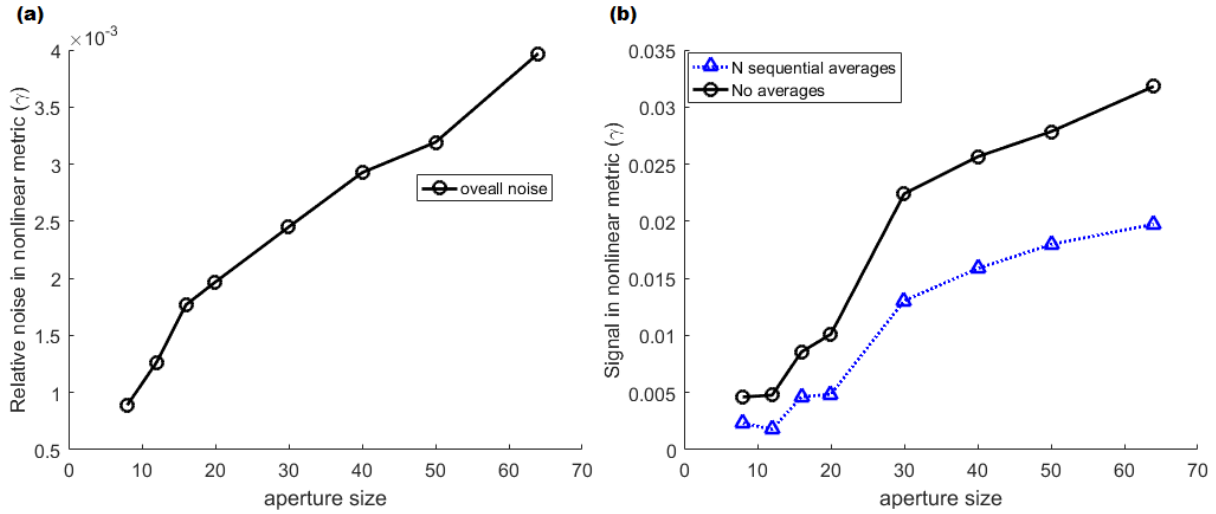 (a)
×10⁻³
4
3.5
3
2.5
2
1.5
1
0.5
Relative noise in nonlinear metric (γ)
oveall noise
0 10 20 30 40 50 60 70
aperture size
(b)
0.035
0.03
0.025
0.02
0.015
0.01
0.005
0
Signal in nonlinear metric (γ)
N sequential averages
No averages
0 10 20 30 40 50 60 70
aperture size